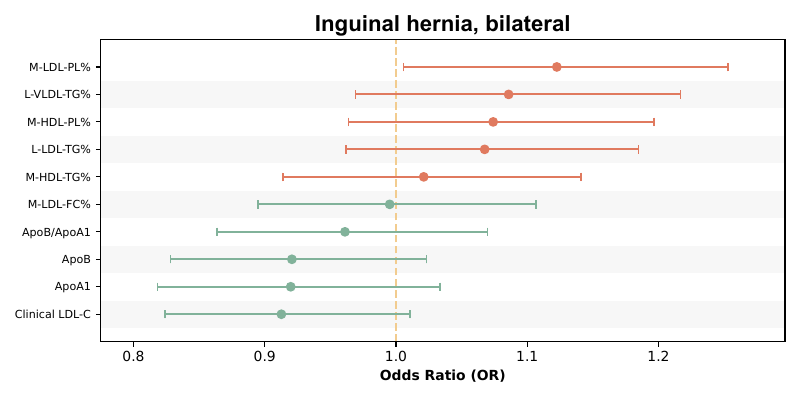 Inguinal hernia, bilateral
M-LDL-PL%
L-VLDL-TG%
M-HDL-PL%
L-LDL-TG%
M-HDL-TG%
M-LDL-FC%
ApoB/ApoA1
ApoB
ApoA1
Clinical LDL-C
0.8 0.9 1.0 1.1 1.2
Odds Ratio (OR)